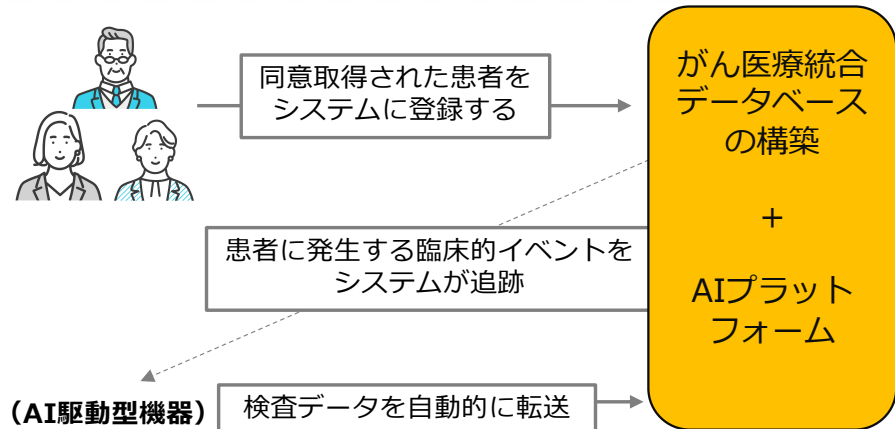 同意取得された患者を
システムに登録する
がん医療統合
データベース
の構築
+
AIプラット
フォーム
患者に発生する臨床的イベントを
システムが追跡
（AI駆動型機器）
検査データを自動的に転送